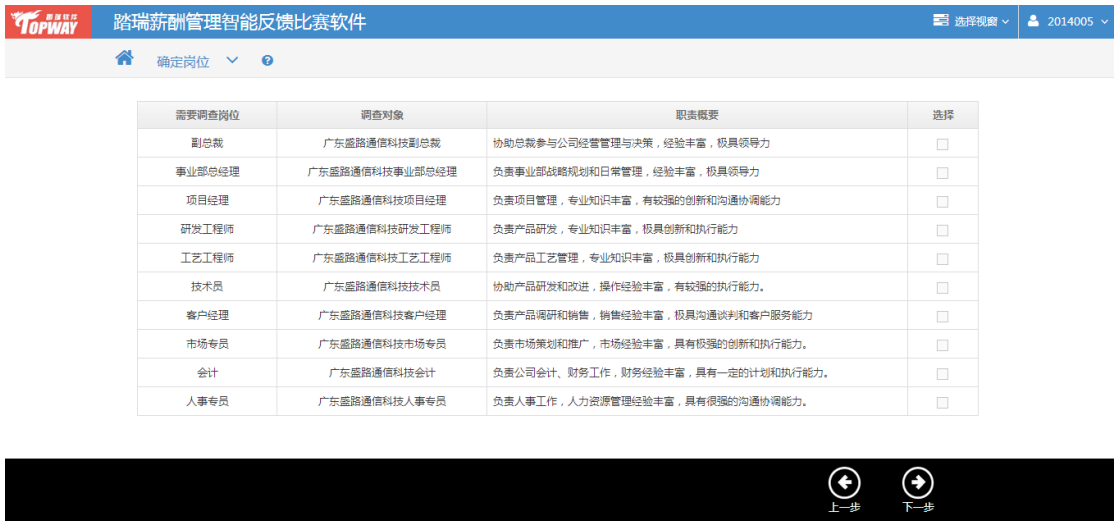 踏瑞软件
TOPWAY
踏瑞薪酬管理智能反馈比赛软件
选择视窗
2014005
确定岗位
?
需要调查岗位 调查对象 职责概要 选择
副总裁 广东盛路通信科技副总裁 协助总裁参与公司经营管理与决策，经验丰富，极具领导力
事业部总经理 广东盛路通信科技事业部总经理 负责事业部战略规划和日常管理，经验丰富，极具领导力
项目经理 广东盛路通信科技项目经理 负责项目管理，专业知识丰富，有较强的创新和沟通协调能力
研发工程师 广东盛路通信科技研发工程师 负责产品研发，专业知识丰富，极具创新和执行能力
工艺工程师 广东盛路通信科技工艺工程师 负责产品工艺管理，专业知识丰富，极具创新和执行能力
技术员 广东盛路通信科技技术员 协助产品研发和改进，操作经验丰富，有较强的执行能力。
客户经理 广东盛路通信科技客户经理 负责产品调研和销售，销售经验丰富，极具沟通谈判和客户服务能力
市场专员 广东盛路通信科技市场专员 负责市场策划和推广，市场经验丰富，具有极强的创新和执行能力。
会计 广东盛路通信科技会计 负责公司会计、财务工作，财务经验丰富，具有一定的计划和执行能力。
人事专员 广东盛路通信科技人事专员 负责人事工作，人力资源管理经验丰富，具有很强的沟通协调能力。
上一步 下一步